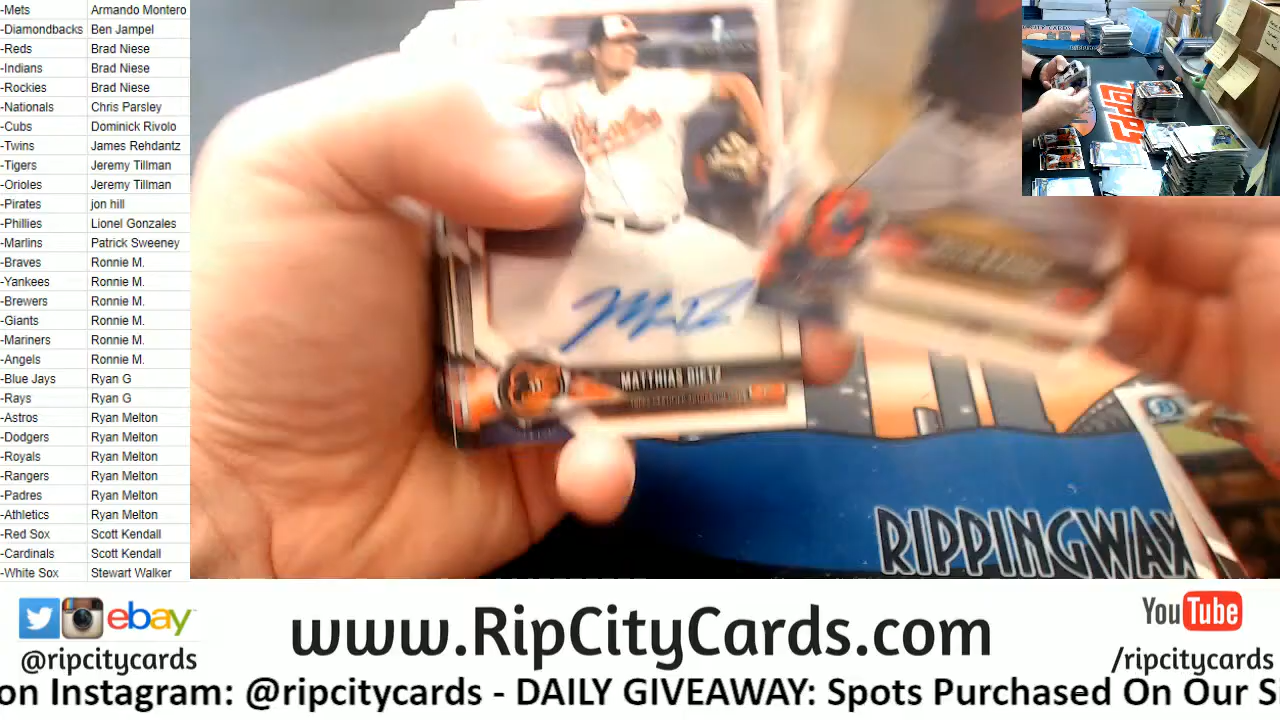 -Mets Armando Montero
-Diamondbacks Ben Jampel
-Reds Brad Niese
-Indians Brad Niese
-Rockies Brad Niese
-Nationals Chris Parsley
-Cubs Dominick Rivolo
-Twins James Rehdantz
-Tigers Jeremy Tillman
-Orioles Jeremy Tillman
-Pirates jon hill
-Phillies Lionel Gonzales
-Marlins Patrick Sweeney
-Braves Ronnie M.
-Yankees Ronnie M.
-Brewers Ronnie M.
-Giants Ronnie M.
-Mariners Ronnie M.
-Angels Ronnie M.
-Blue Jays Ryan G
-Rays Ryan G
-Astros Ryan Melton
-Dodgers Ryan Melton
-Royals Ryan Melton
-Rangers Ryan Melton
-Padres Ryan Melton
-Athletics Ryan Melton
-Red Sox Scott Kendall
-Cardinals Scott Kendall
-White Sox Stewart Walker
Orioles
MATTHIAS DIETZ
Topps
RIPPINGWAX
ebay
@ripcitycards
www.RipCityCards.com
YouTube
/ripcitycards
on Instagram: @ripcitycards - DAILY GIVEAWAY: Spots Purchased On Our S